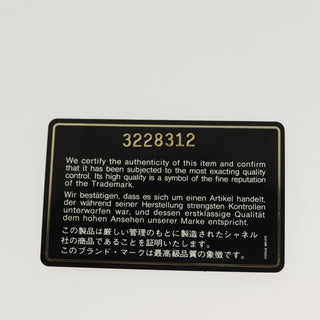 3228312
We certify the authenticity of this item and confirm
that it has been subjected to the most exacting quality
control. Its high quality is a symbol of the fine reputation
of the Trademark.
Wir bestätigen, dass es sich um einen Artikel handelt,
der während seiner Herstellung strengsten Kontrollen
unterworfen war, und dessen erstklassige Qualität
dem hohen Ansehen unserer Marke entspricht.
この製品は厳しい管理のもとに製造されたシャネル
社の商品であることを証明いたします。
このブランド・マークは最高級品質の象徴です。